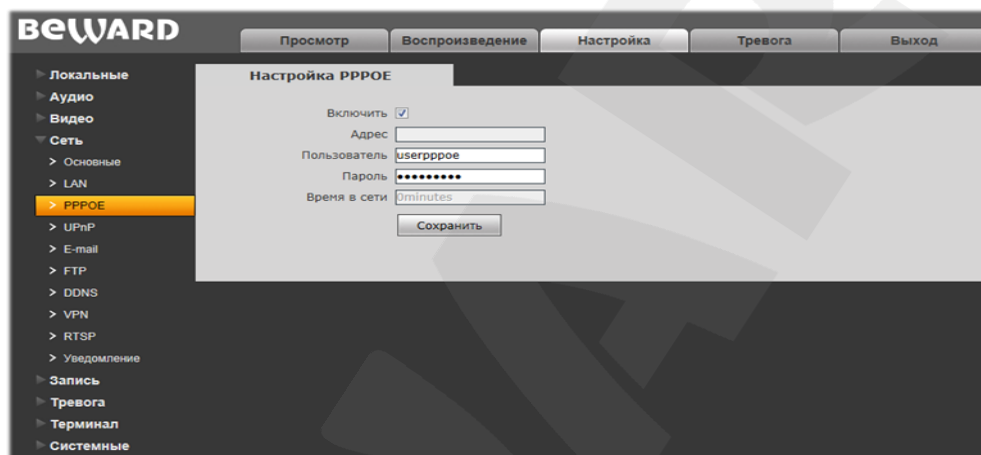 BEWARD
Просмотр
Воспроизведение
Настройка
Тревога
Выход
Локальные
Аудио
Видео
Сеть
> Основные
> LAN
> PPPOE
> UPnP
> E-mail
> FTP
> DDNS
> VPN
> RTSP
> Уведомление
Запись
Тревога
Терминал
Системные
Настройка PPPOE
Включить
Адрес
Пользователь userpppoe
Пароль •••••••••
Время в сети 0minutes
Сохранить